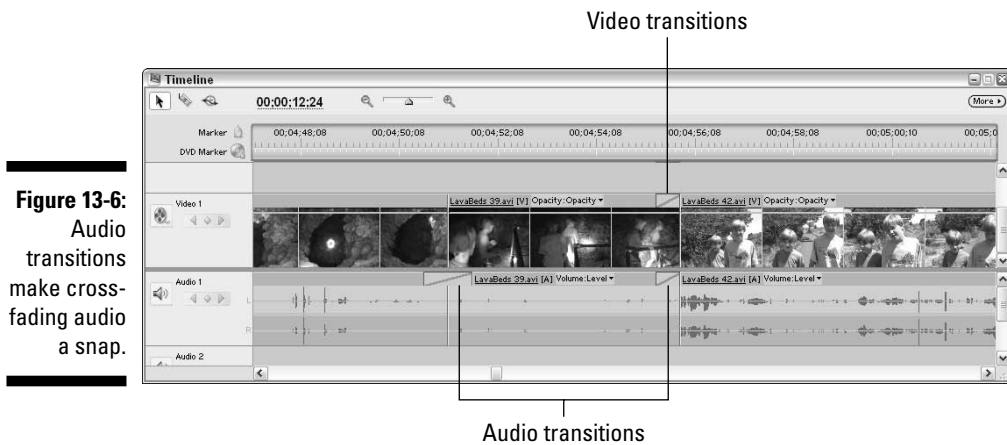 Video transitions
Timeline
00;00;12;24
More
Marker
00;04;48;08 00;04;50;08 00;04;52;08 00;04;54;08 00;04;56;08 00;04;58;08 00;05;00;10 00;05;0
DVD Marker
Figure 13-6:
Audio
transitions
make cross-
fading audio
a snap.
Video 1
LavaBeds 39.avi [V] Opacity:Opacity
LavaBeds 42.avi [V] Opacity:Opacity
Audio 1
LavaBeds 39.avi [A] Volume:Level
LavaBeds 42.avi [A] Volume:Level
L
R
Audio 2
Audio transitions